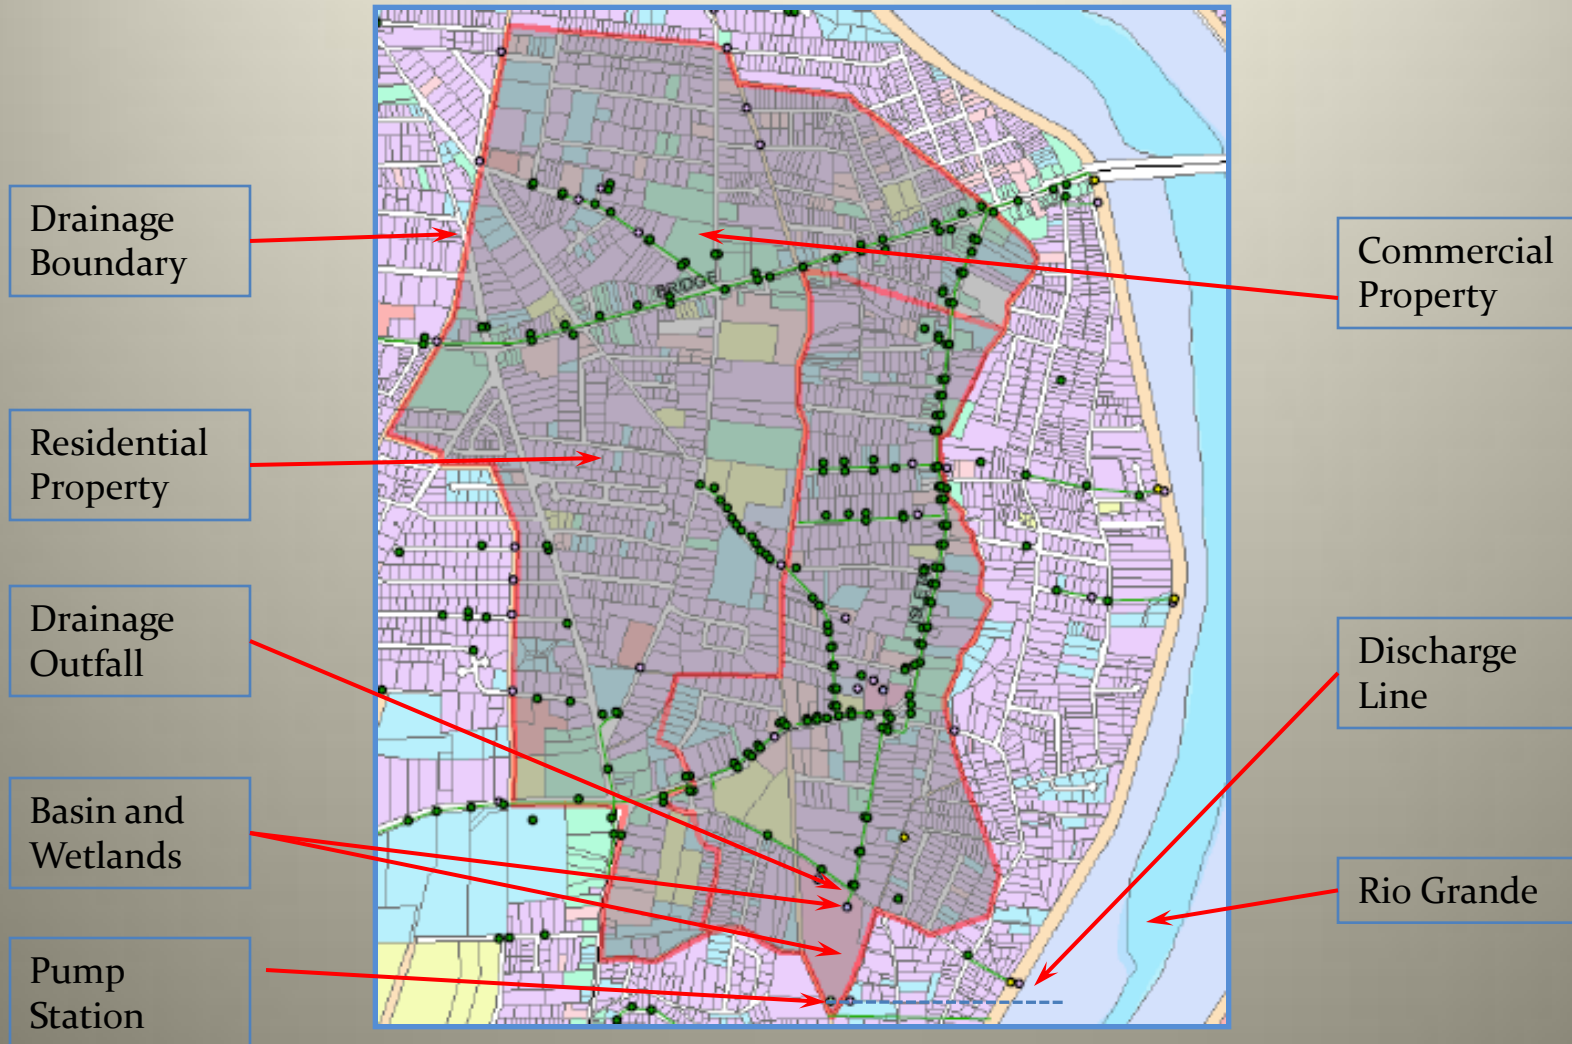 Drainage
Boundary
Residential
Property
Drainage
Outfall
Basin and
Wetlands
Pump
Station
BRIDGE
Commercial
Property
Discharge
Line
Rio Grande